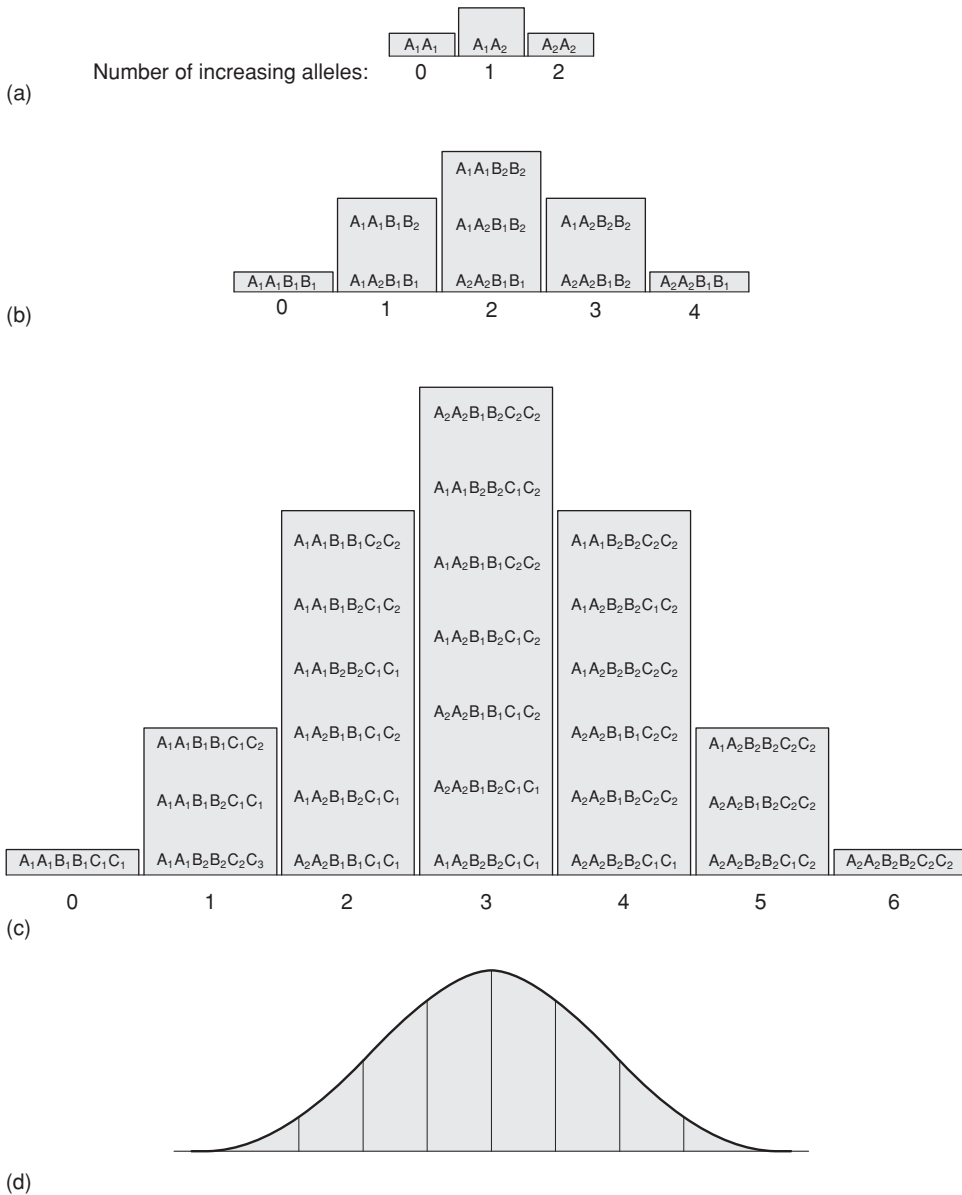 A₁A₁ A₁A₂ A₂A₂
Number of increasing alleles: 0 1 2
(a)
A₁A₁B₂B₂
A₁A₁B₁B₂ A₁A₂B₁B₂ A₁A₂B₂B₂
A₁A₁B₁B₁ A₁A₂B₁B₁ A₂A₂B₁B₁ A₂A₂B₁B₂ A₂A₂B₁B₁
0 1 2 3 4
(b)
A₂A₂B₁B₂C₂C₂
A₁A₁B₂B₂C₁C₂
A₁A₁B₁B₁C₂C₂ A₁A₂B₁B₁C₂C₂ A₁A₁B₂B₂C₂C₂
A₁A₁B₁B₂C₁C₂ A₁A₂B₂B₂C₁C₂
A₁A₂B₁B₂C₁C₂
A₁A₁B₂B₂C₁C₁ A₁A₂B₂B₂C₂C₂
A₂A₂B₁B₁C₁C₂
A₁A₁B₁B₁C₁C₂ A₁A₂B₁B₁C₁C₂ A₂A₂B₁B₁C₂C₂ A₁A₂B₂B₂C₂C₂
A₂A₂B₁B₂C₁C₁
A₁A₁B₁B₂C₁C₁ A₁A₂B₁B₂C₁C₁ A₂A₂B₁B₂C₂C₂ A₂A₂B₁B₂C₂C₂
A₁A₁B₁B₁C₁C₁ A₁A₁B₂B₂C₂C₃ A₂A₂B₁B₁C₁C₁ A₁A₂B₂B₂C₁C₁ A₂A₂B₂B₂C₁C₁ A₂A₂B₂B₂C₁C₂ A₂A₂B₂B₂C₂C₂
0 1 2 3 4 5 6
(c)
(d)